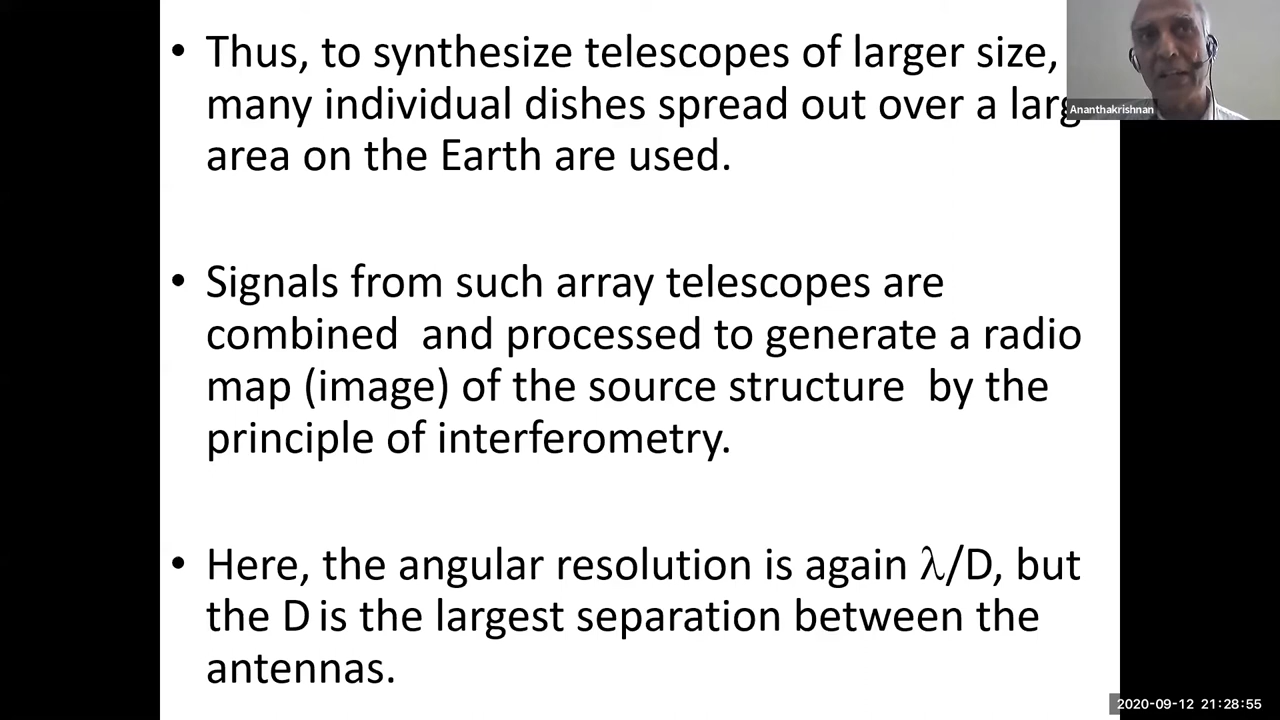 • Thus, to synthesize telescopes of larger size,
many individual dishes spread out over a larg
area on the Earth are used.
• Signals from such array telescopes are
combined and processed to generate a radio
map (image) of the source structure by the
principle of interferometry.
• Here, the angular resolution is again λ/D, but
the D is the largest separation between the
antennas.
Ananthakrishnan
2020-09-12 21:28:55